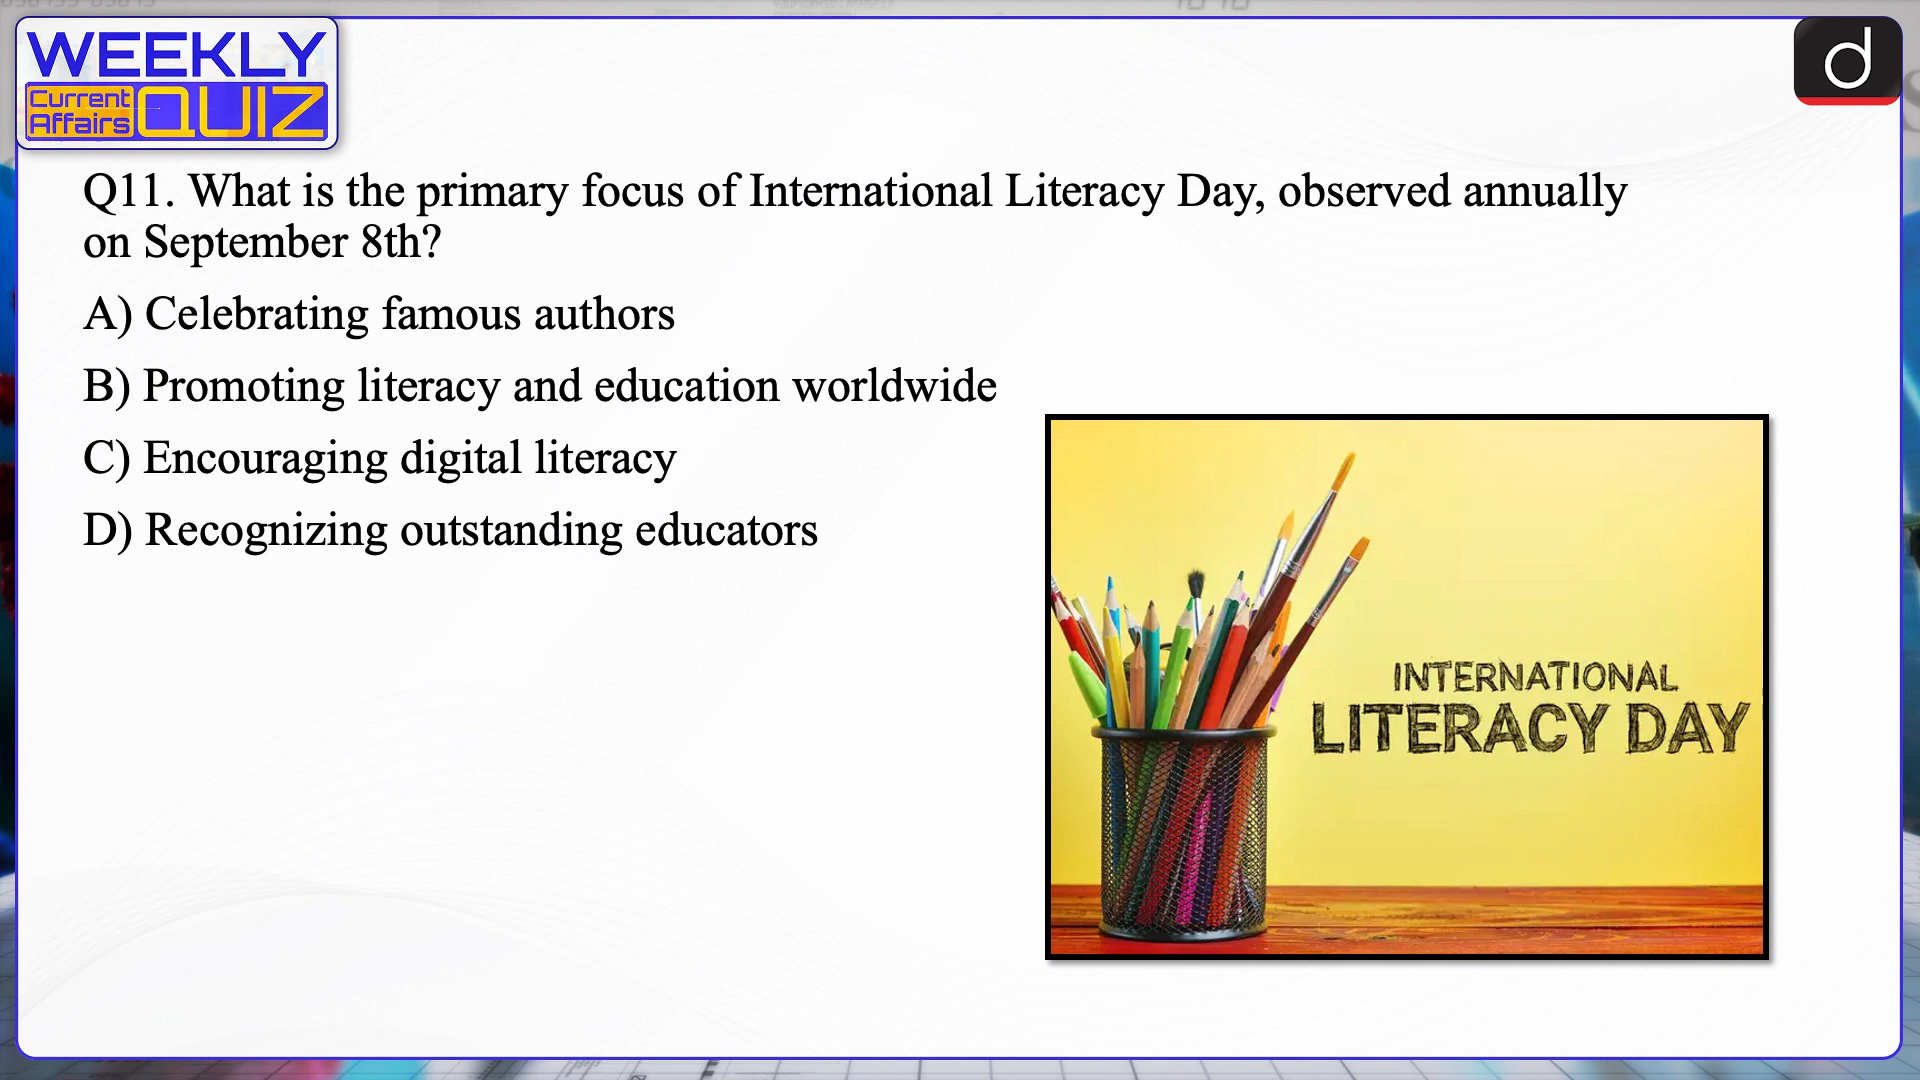 WEEKLY
Current
Affairs
QUIZ
d
Q11. What is the primary focus of International Literacy Day, observed annually
on September 8th?
A) Celebrating famous authors
B) Promoting literacy and education worldwide
C) Encouraging digital literacy
D) Recognizing outstanding educators
INTERNATIONAL
LITERACY DAY